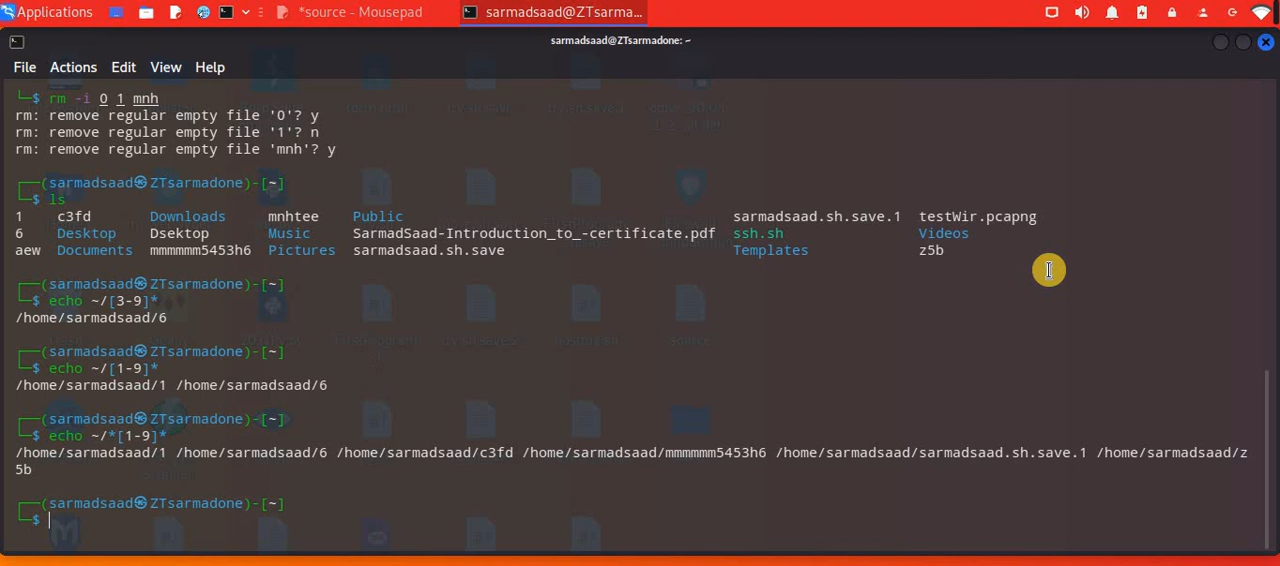 Applications
*source - Mousepad
sarmadsaad@ZTsarma...
sarmadsaad@ZTsarmadone: ~
File Actions Edit View Help
└─$ rm -i 0 1 mnh
rm: remove regular empty file '0'? y
rm: remove regular empty file '1'? n
rm: remove regular empty file 'mnh'? y
┌──(sarmadsaad㉿ZTsarmadone)-[~]
└─$ ls
1 c3fd Downloads mnhtee Public sarmadsaad.sh.save.1 testWir.pcapng
6 Desktop Dsektop Music SarmadSaad-Introduction_to_-certificate.pdf ssh.sh Videos
aew Documents mmmmmm5453h6 Pictures sarmadsaad.sh.save Templates z5b
┌──(sarmadsaad㉿ZTsarmadone)-[~]
└─$ echo ~/[3-9]*
/home/sarmadsaad/6
┌──(sarmadsaad㉿ZTsarmadone)-[~]
└─$ echo ~/[1-9]*
/home/sarmadsaad/1 /home/sarmadsaad/6
┌──(sarmadsaad㉿ZTsarmadone)-[~]
└─$ echo ~/*[1-9]*
/home/sarmadsaad/1 /home/sarmadsaad/6 /home/sarmadsaad/c3fd /home/sarmadsaad/mmmmmm5453h6 /home/sarmadsaad/sarmadsaad.sh.save.1 /home/sarmadsaad/z
5b
┌──(sarmadsaad㉿ZTsarmadone)-[~]
└─$